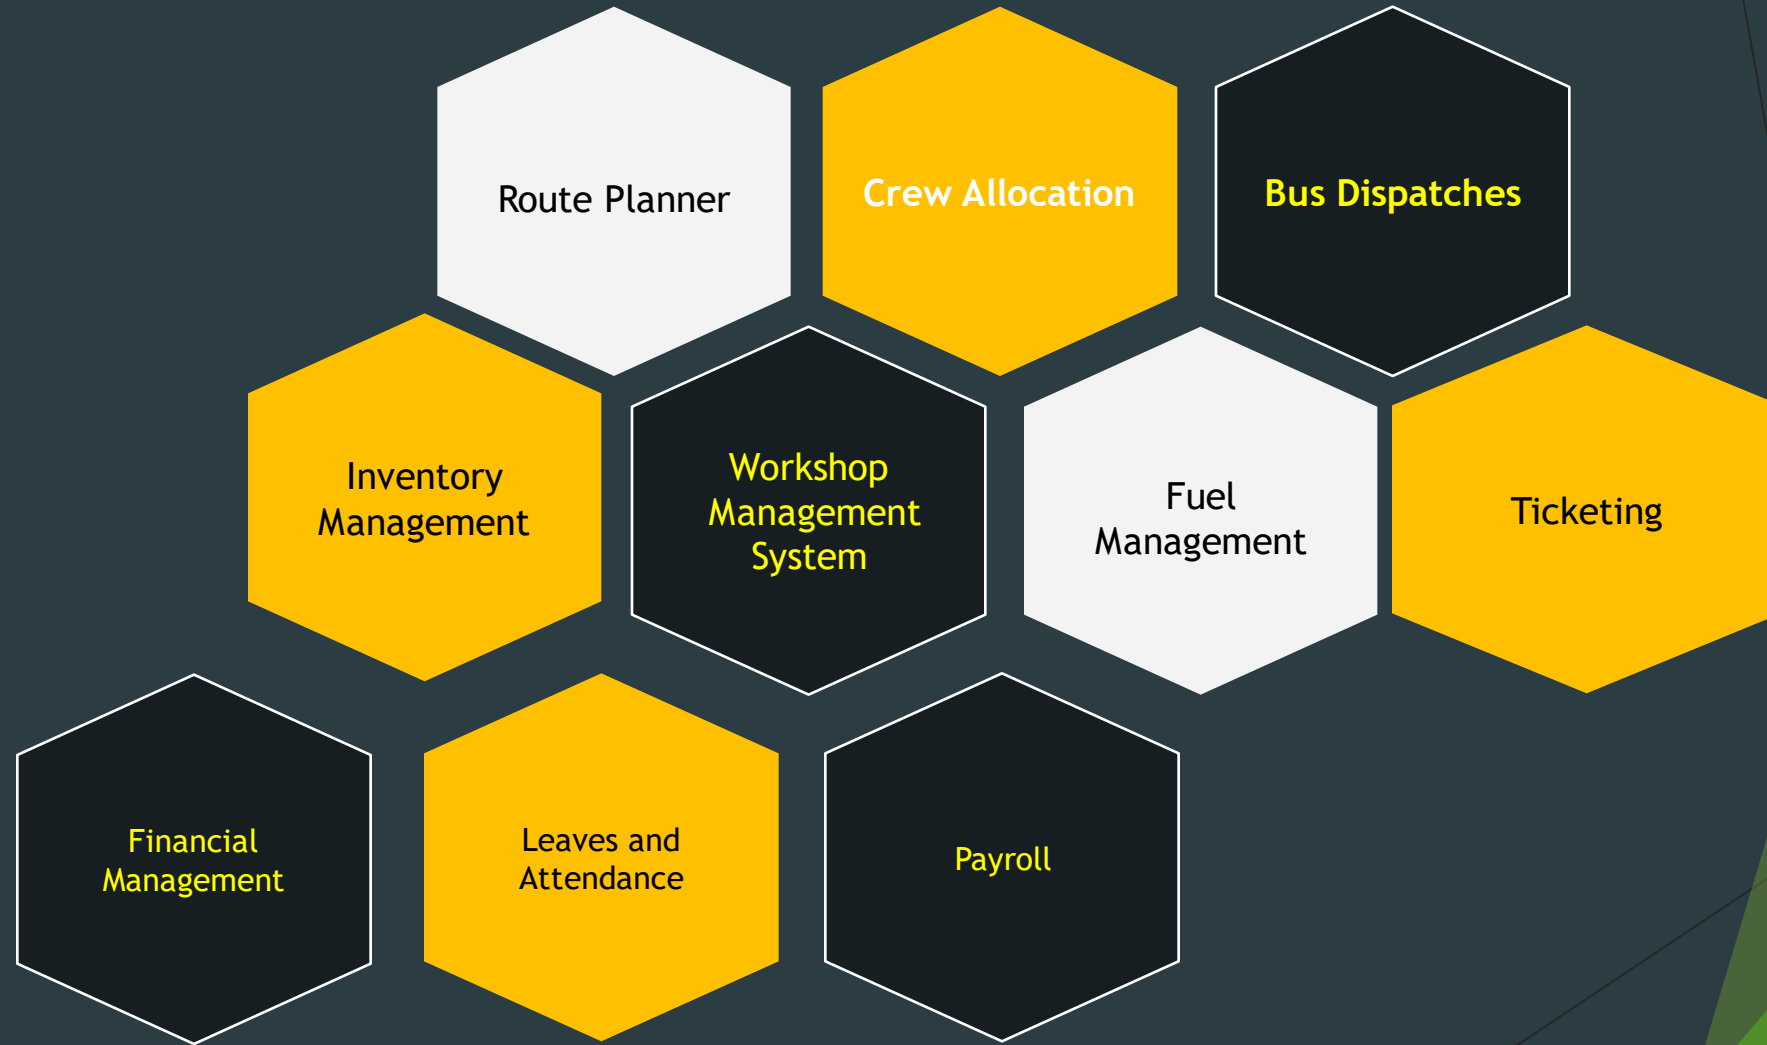 Route Planner
Crew Allocation
Bus Dispatches
Inventory
Management
Workshop
Management
System
Fuel
Management
Ticketing
Financial
Management
Leaves and
Attendance
Payroll